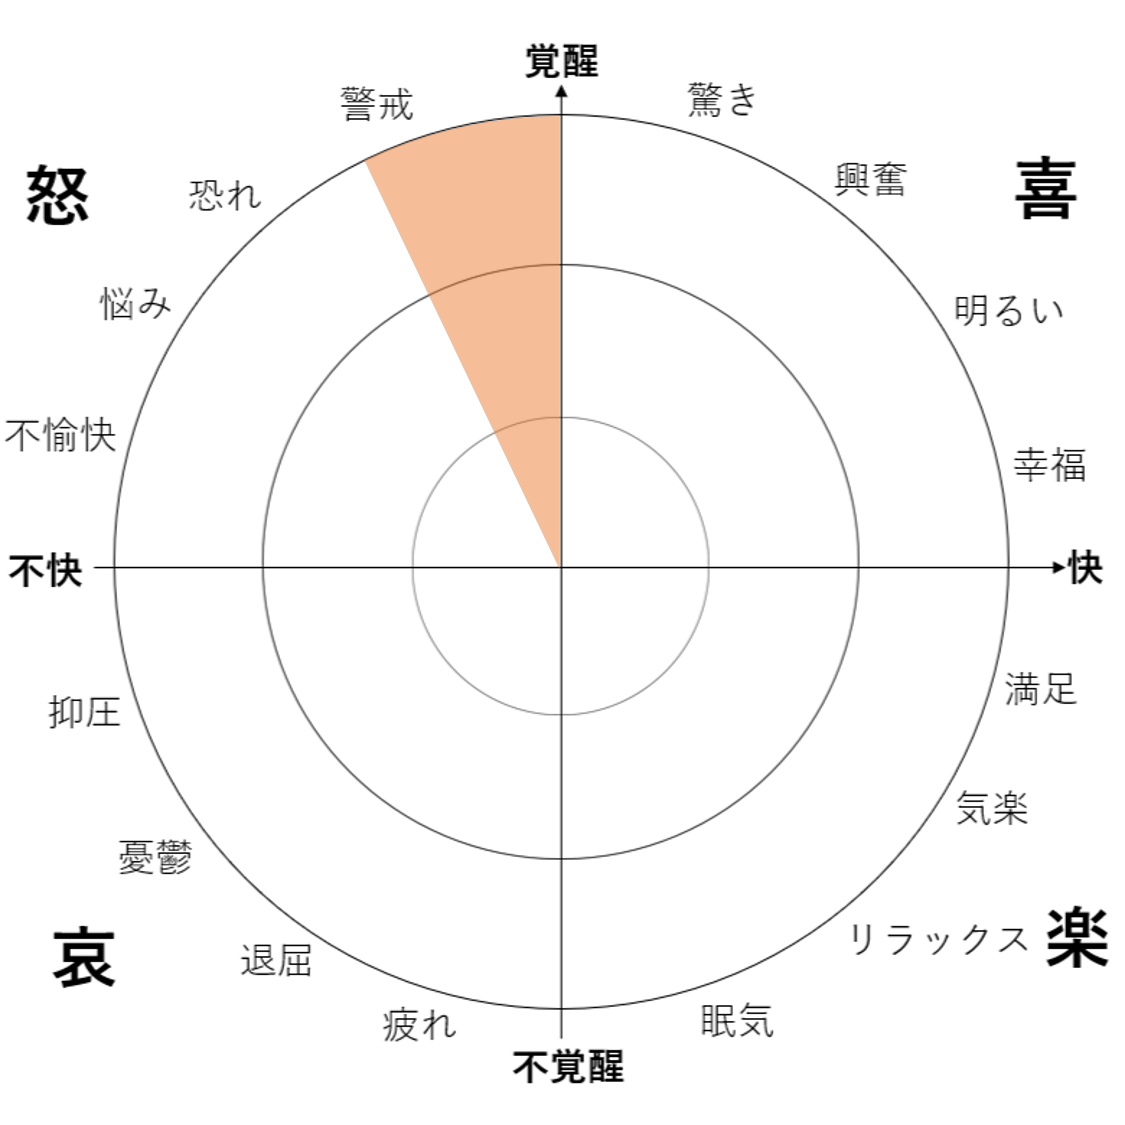 覚醒
警戒
驚き
怒
恐れ
興奮
喜
悩み
明るい
不愉快
幸福
不快
快
抑圧
満足
気楽
憂鬱
哀
退屈
リラックス
楽
疲れ
眠気
不覚醒